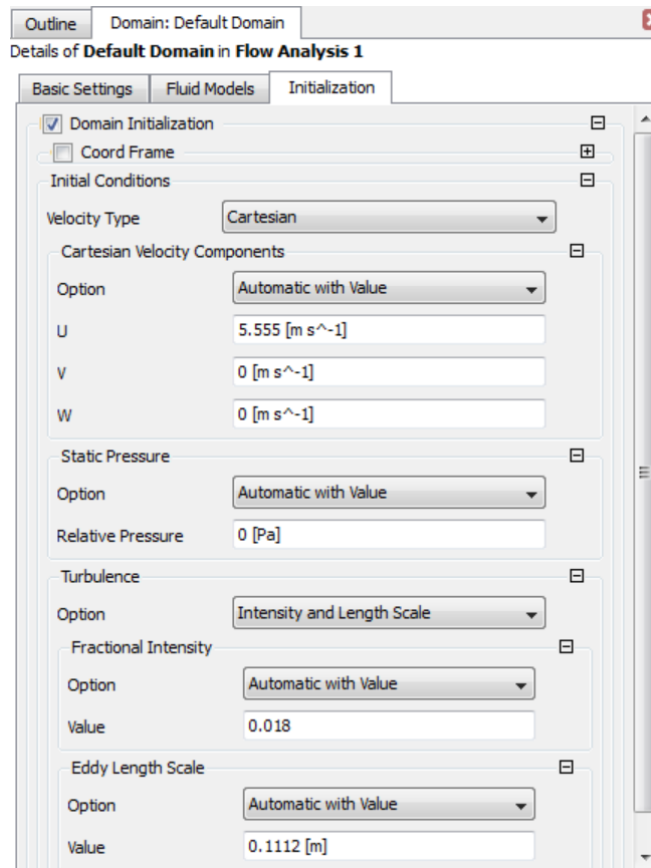 Outline Domain: Default Domain
Details of Default Domain in Flow Analysis 1
Basic Settings Fluid Models Initialization
Domain Initialization
Coord Frame
Initial Conditions
Velocity Type Cartesian
Cartesian Velocity Components
Option Automatic with Value
U 5.555 [m s^-1]
V 0 [m s^-1]
W 0 [m s^-1]
Static Pressure
Option Automatic with Value
Relative Pressure 0 [Pa]
Turbulence
Option Intensity and Length Scale
Fractional Intensity
Option Automatic with Value
Value 0.018
Eddy Length Scale
Option Automatic with Value
Value 0.1112 [m]